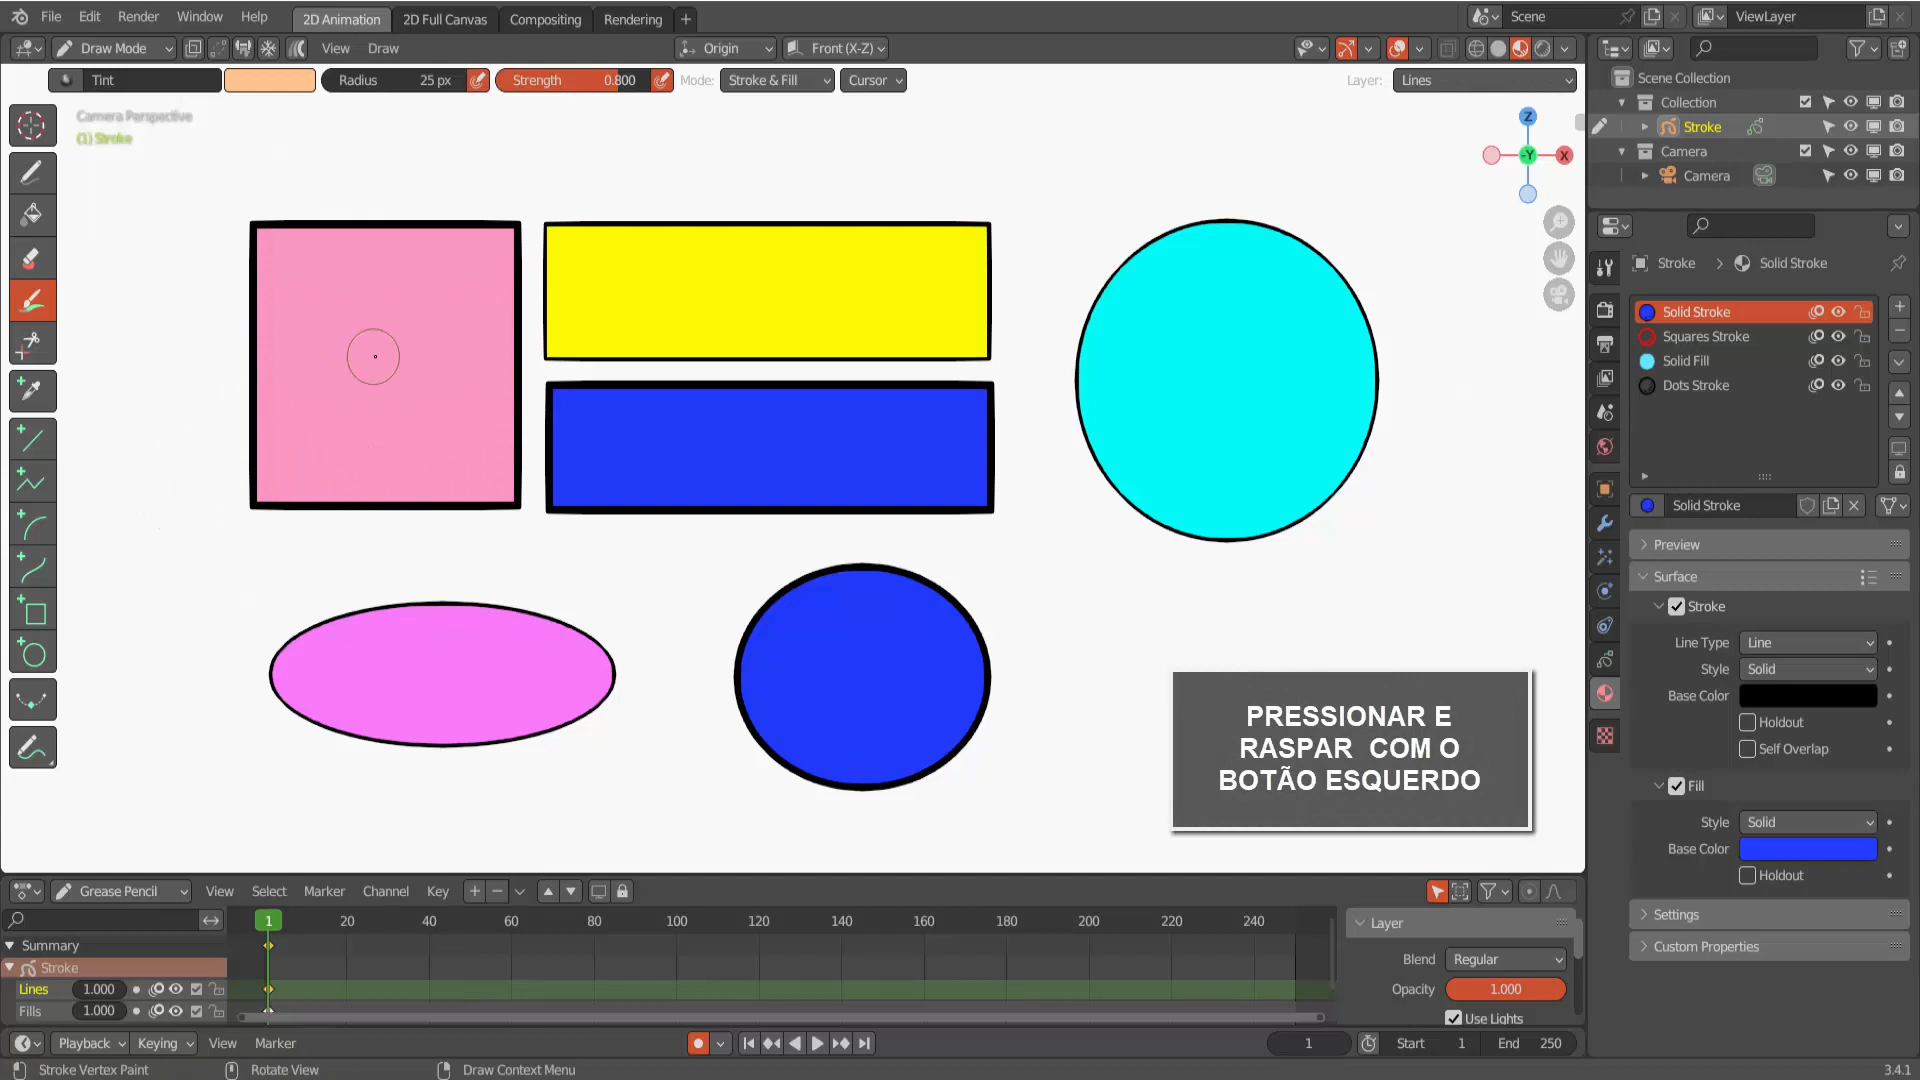 File Edit Render Window Help 2D Animation 2D Full Canvas Compositing Rendering + Scene ViewLayer
Draw Mode View Draw Origin Front (X-Z)
Tint Radius 25 px Strength 0.800 Mode: Stroke & Fill Cursor Layer: Lines
Camera Perspective
(1) Stroke
Z
-Y
X
PRESSIONAR E
RASPAR COM O
BOTÃO ESQUERDO
Scene Collection
Collection
Stroke
Camera
Camera
Stroke > Solid Stroke
Solid Stroke
Squares Stroke
Solid Fill
Dots Stroke
Solid Stroke
Preview
Surface
Stroke
Line Type Line
Style Solid
Base Color
Holdout
Self Overlap
Fill
Style Solid
Base Color
Holdout
Settings
Custom Properties
Grease Pencil View Select Marker Channel Key
1 20 40 60 80 100 120 140 160 180 200 220 240
Summary
Stroke
Lines 1.000
Fills 1.000
Layer
Blend Regular
Opacity 1.000
Use Lights
Playback Keying View Marker 1 Start 1 End 250
Stroke Vertex Paint Rotate View Draw Context Menu 3.4.1